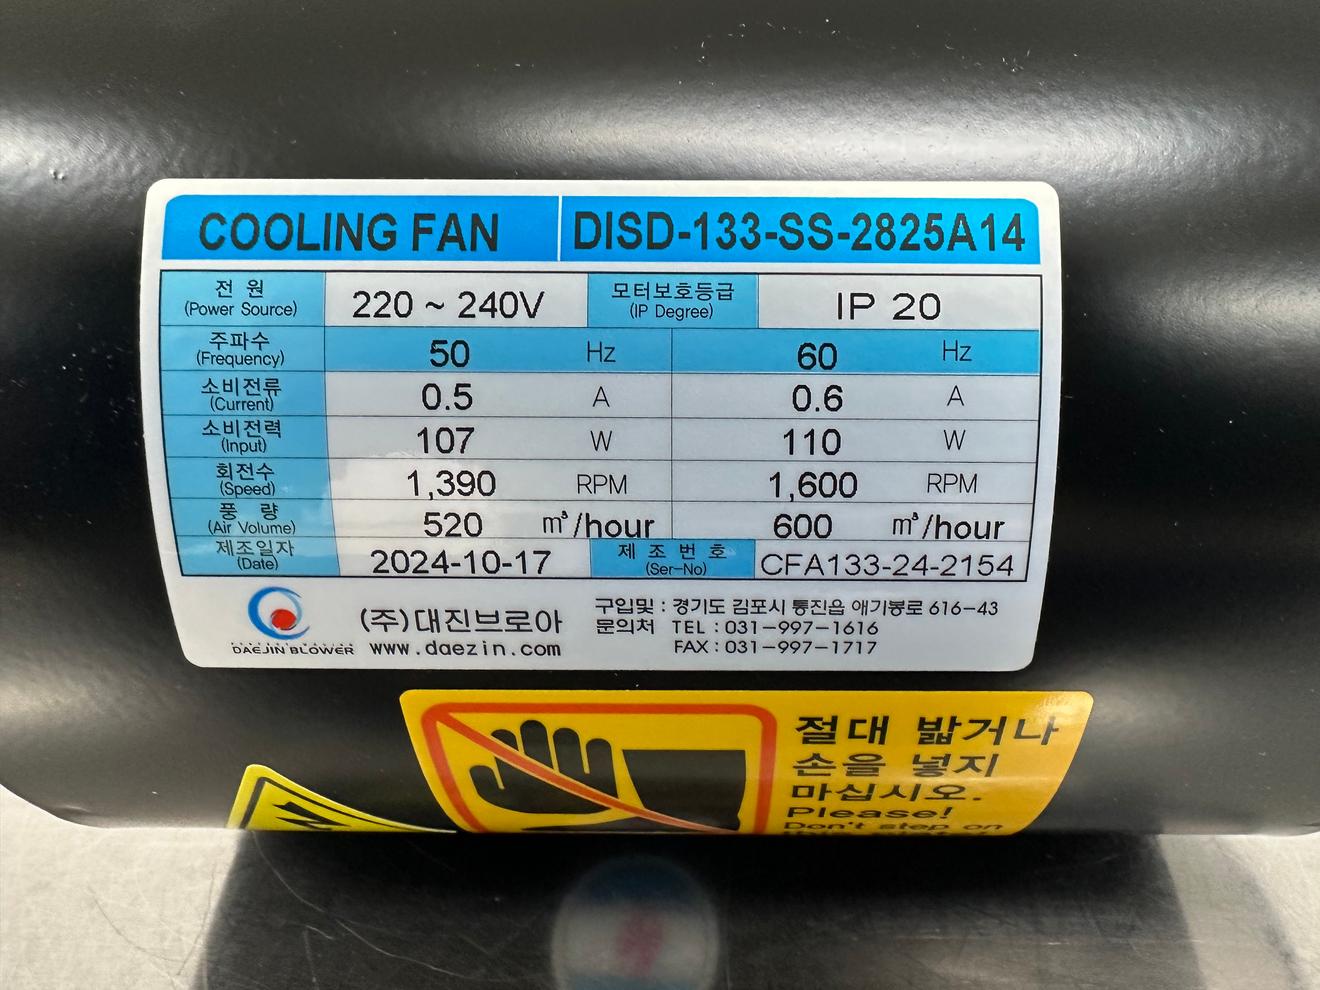 COOLING FAN DISD-133-SS-2825A14
전 원 (Power Source) 220 ~ 240V 모터보호등급 (IP Degree) IP 20
주파수 (Frequency) 50 Hz 60 Hz
소비전류 (Current) 0.5 A 0.6 A
소비전력 (Input) 107 W 110 W
회전수 (Speed) 1,390 RPM 1,600 RPM
풍 량 (Air Volume) 520 m³/hour 600 m³/hour
제조일자 (Date) 2024-10-17 제 조 번 호 (Ser-No) CFA133-24-2154
DAEJIN BLOWER
(주)대진브로아
www.daezin.com
구입및 : 경기도 김포시 통진읍 애기봉로 616-43
문의처 TEL : 031-997-1616
FAX : 031-997-1717
절대 밟거나
손을 넣지
마십시오.
Please!
Don't step on